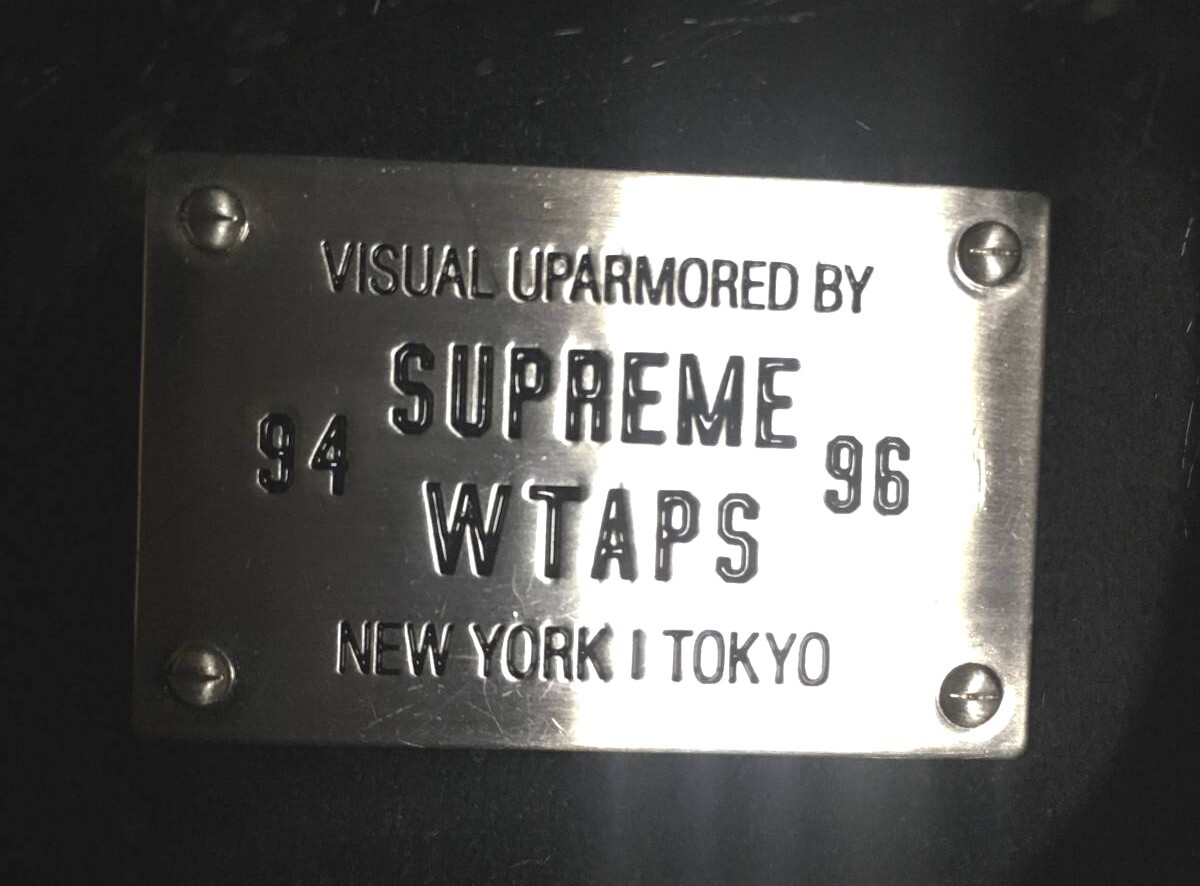 VISUAL UPARMORED BY
SUPREME
94 96
WTAPS
NEW YORK | TOKYO